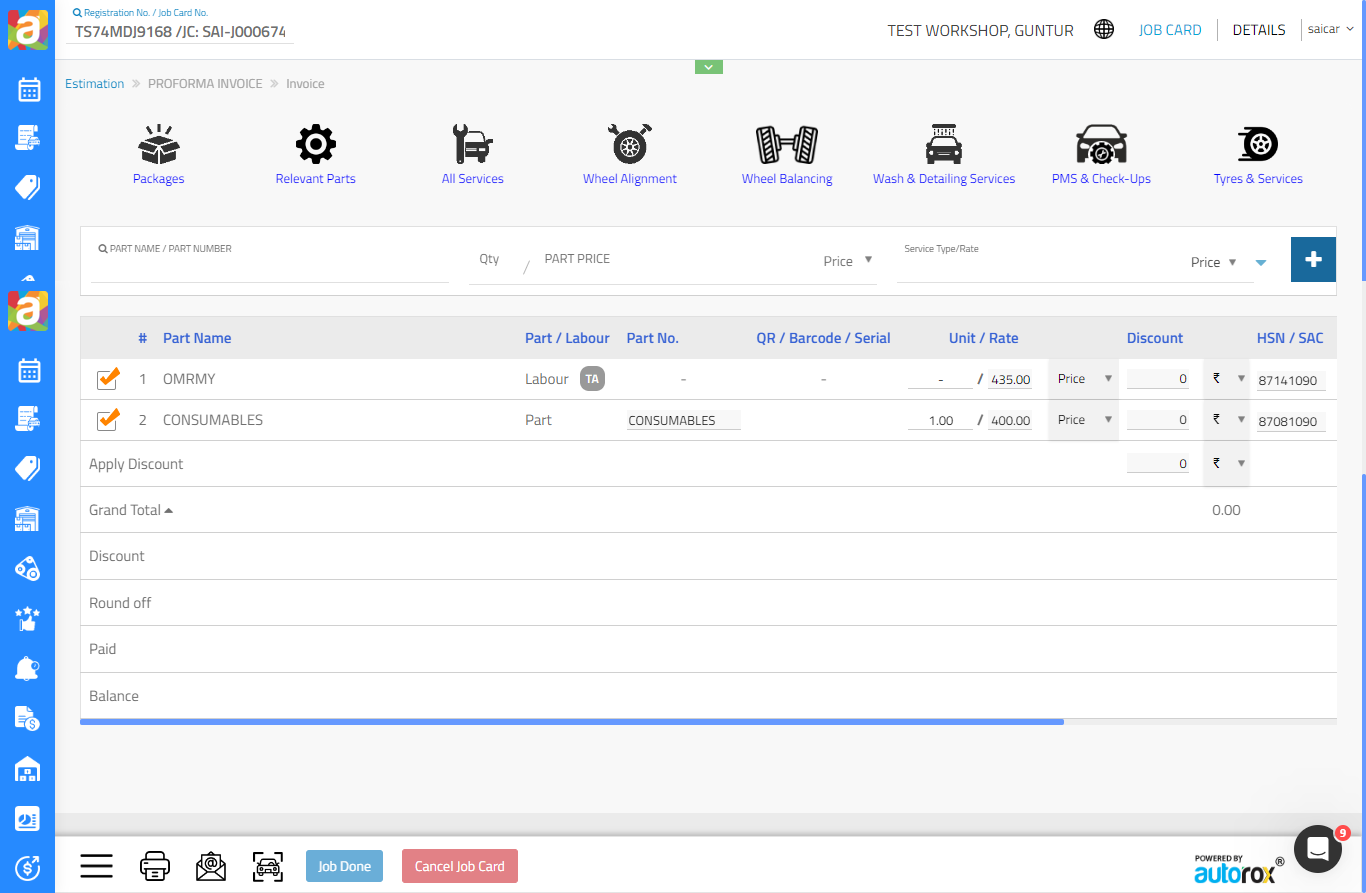 Registration No. / Job Card No.
TS74MDJ9168 /JC: SAI-J000674
TEST WORKSHOP, GUNTUR
JOB CARD
DETAILS
saicar
Estimation » PROFORMA INVOICE » Invoice
Packages
Relevant Parts
All Services
Wheel Alignment
Wheel Balancing
Wash & Detailing Services
PMS & Check-Ups
Tyres & Services
PART NAME / PART NUMBER
Qty / PART PRICE Price
Service Type/Rate
Price
+
# Part Name Part / Labour Part No. QR / Barcode / Serial Unit / Rate Discount HSN / SAC
1 OMRMY Labour TA - - - / 435.00 Price 0 ₹ 87141090
2 CONSUMABLES Part CONSUMABLES 1.00 / 400.00 Price 0 ₹ 87081090
Apply Discount 0 ₹
Grand Total 0.00
Discount
Round off
Paid
Balance
Job Done
Cancel Job Card
POWERED BY
autorox®
9